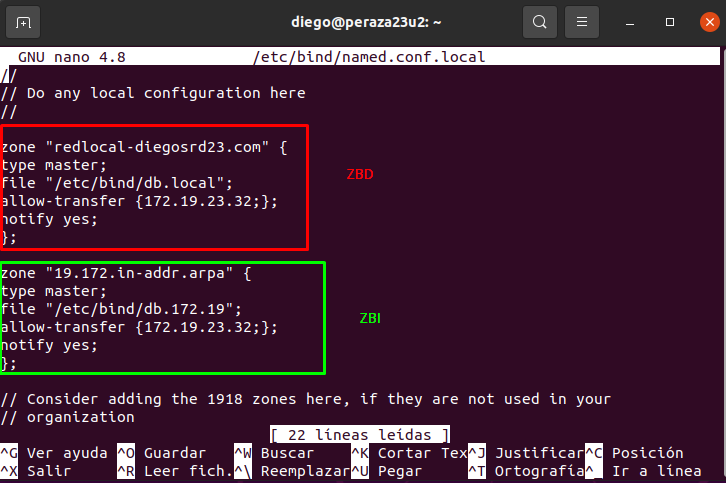 diego@peraza23u2: ~
GNU nano 4.8 /etc/bind/named.conf.local
//
// Do any local configuration here
//
zone "redlocal-diegosrd23.com" {
type master;
file "/etc/bind/db.local";
allow-transfer {172.19.23.32;};
notify yes;
};
ZBD
zone "19.172.in-addr.arpa" {
type master;
file "/etc/bind/db.172.19";
allow-transfer {172.19.23.32;};
notify yes;
};
ZBI
// Consider adding the 1918 zones here, if they are not used in your
// organization
[ 22 líneas leídas ]
^G Ver ayuda ^O Guardar ^W Buscar ^K Cortar Tex^J Justificar^C Posición
^X Salir ^R Leer fich.^\ Reemplazar^U Pegar ^T Ortografía^_ Ir a línea